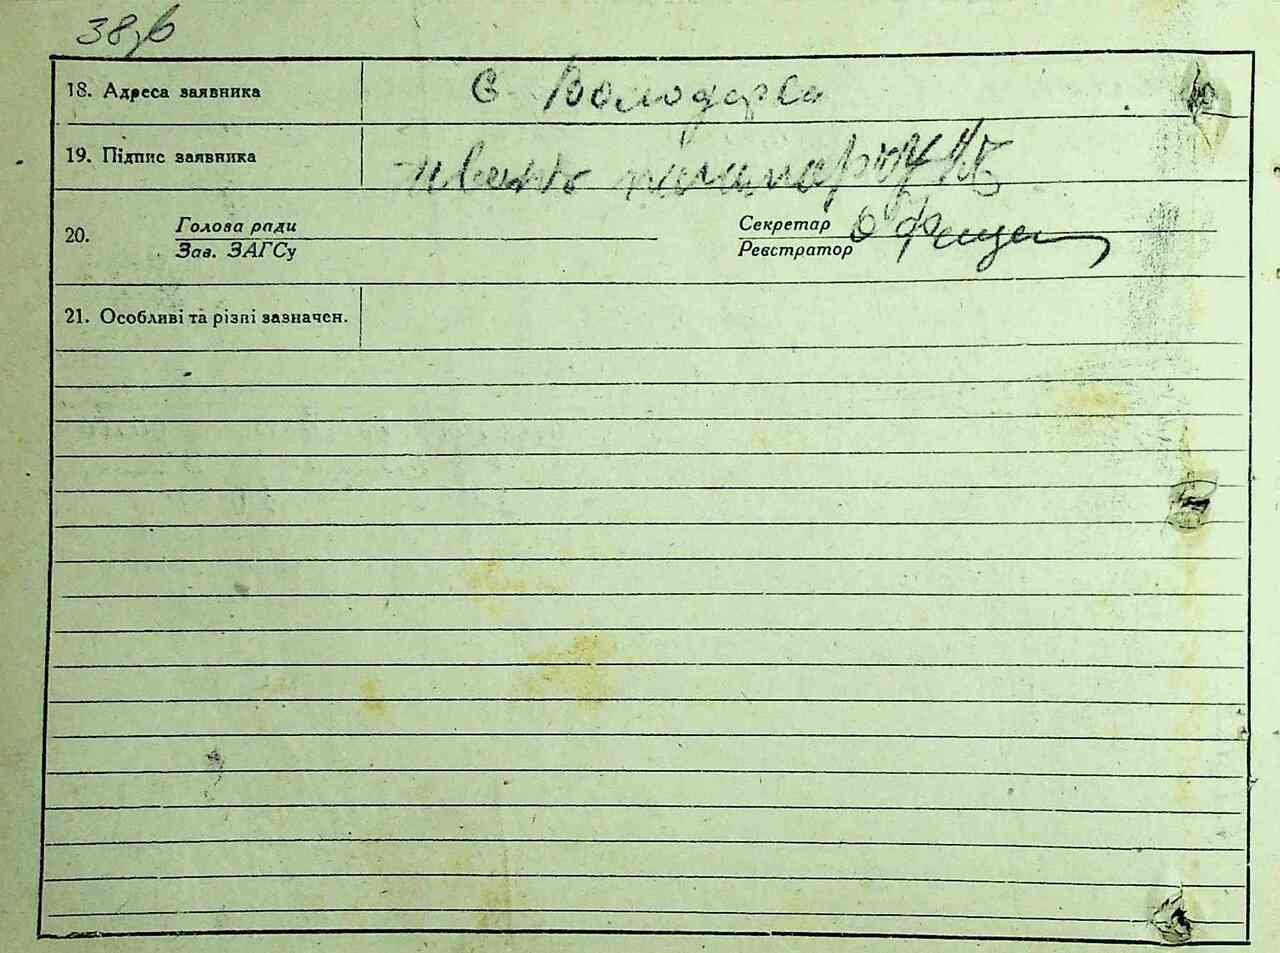 38зв
18. Адреса заявника с Володарка
19. Підпис заявника
20. Голова ради Секретар
Зав. ЗАГСу Реєстратор
21. Особливі та різні зазначен.